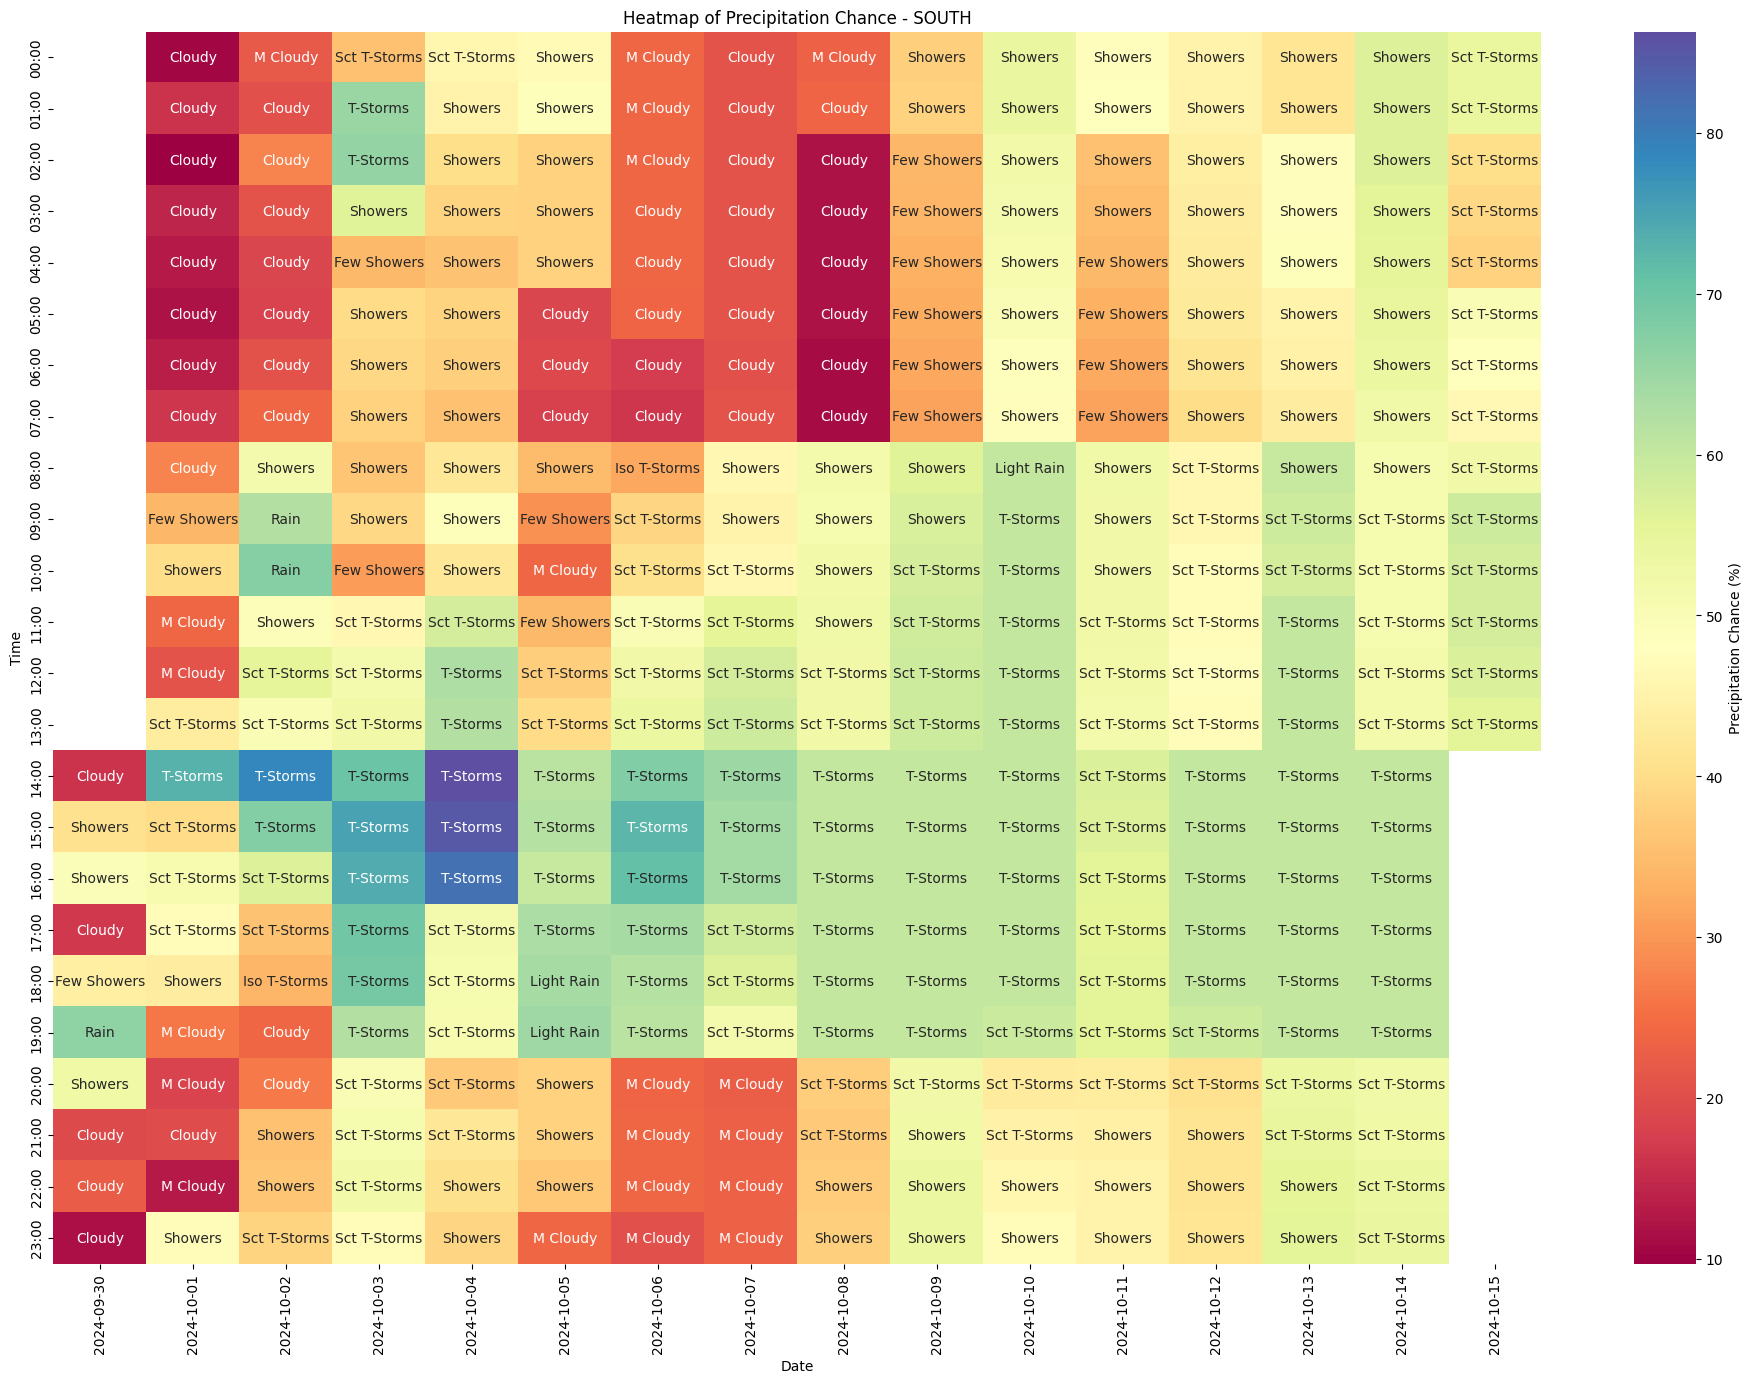 Heatmap of Precipitation Chance - SOUTH
00:00 Cloudy M Cloudy Sct T-Storms Sct T-Storms Showers M Cloudy Cloudy M Cloudy Showers Showers Showers Showers Showers Showers Sct T-Storms
01:00 Cloudy Cloudy T-Storms Showers Showers M Cloudy Cloudy Cloudy Showers Showers Showers Showers Showers Showers Sct T-Storms
02:00 Cloudy Cloudy T-Storms Showers Showers M Cloudy Cloudy Cloudy Few Showers Showers Showers Showers Showers Showers Sct T-Storms
03:00 Cloudy Cloudy Showers Showers Showers Cloudy Cloudy Cloudy Few Showers Showers Showers Showers Showers Showers Sct T-Storms
04:00 Cloudy Cloudy Few Showers Showers Showers Cloudy Cloudy Cloudy Few Showers Showers Few Showers Showers Showers Showers Sct T-Storms
05:00 Cloudy Cloudy Showers Showers Cloudy Cloudy Cloudy Cloudy Few Showers Showers Few Showers Showers Showers Showers Sct T-Storms
06:00 Cloudy Cloudy Showers Showers Cloudy Cloudy Cloudy Cloudy Few Showers Showers Few Showers Showers Showers Showers Sct T-Storms
07:00 Cloudy Cloudy Showers Showers Cloudy Cloudy Cloudy Cloudy Few Showers Showers Few Showers Showers Showers Showers Sct T-Storms
08:00 Cloudy Showers Showers Showers Showers Iso T-Storms Showers Showers Showers Light Rain Showers Sct T-Storms Showers Showers Sct T-Storms
09:00 Few Showers Rain Showers Showers Few Showers Sct T-Storms Showers Showers Showers T-Storms Showers Sct T-Storms Sct T-Storms Sct T-Storms Sct T-Storms
10:00 Showers Rain Few Showers Showers M Cloudy Sct T-Storms Sct T-Storms Showers Sct T-Storms T-Storms Showers Sct T-Storms Sct T-Storms Sct T-Storms Sct T-Storms
11:00 M Cloudy Showers Sct T-Storms Sct T-Storms Few Showers Sct T-Storms Sct T-Storms Showers Sct T-Storms T-Storms Sct T-Storms Sct T-Storms T-Storms Sct T-Storms Sct T-Storms
12:00 M Cloudy Sct T-Storms Sct T-Storms T-Storms Sct T-Storms Sct T-Storms Sct T-Storms Sct T-Storms Sct T-Storms T-Storms Sct T-Storms Sct T-Storms T-Storms Sct T-Storms Sct T-Storms
13:00 Sct T-Storms Sct T-Storms Sct T-Storms T-Storms Sct T-Storms Sct T-Storms Sct T-Storms Sct T-Storms Sct T-Storms T-Storms Sct T-Storms Sct T-Storms T-Storms Sct T-Storms Sct T-Storms
14:00 Cloudy T-Storms T-Storms T-Storms T-Storms T-Storms T-Storms T-Storms T-Storms T-Storms T-Storms Sct T-Storms T-Storms T-Storms T-Storms
15:00 Showers Sct T-Storms T-Storms T-Storms T-Storms T-Storms T-Storms T-Storms T-Storms T-Storms T-Storms Sct T-Storms T-Storms T-Storms T-Storms
16:00 Showers Sct T-Storms Sct T-Storms T-Storms T-Storms T-Storms T-Storms T-Storms T-Storms T-Storms T-Storms Sct T-Storms T-Storms T-Storms T-Storms
17:00 Cloudy Sct T-Storms Sct T-Storms T-Storms Sct T-Storms T-Storms T-Storms Sct T-Storms T-Storms T-Storms T-Storms Sct T-Storms T-Storms T-Storms T-Storms
18:00 Few Showers Showers Iso T-Storms T-Storms Sct T-Storms Light Rain T-Storms Sct T-Storms T-Storms T-Storms T-Storms Sct T-Storms T-Storms T-Storms T-Storms
19:00 Rain M Cloudy Cloudy T-Storms Sct T-Storms Light Rain T-Storms Sct T-Storms T-Storms T-Storms Sct T-Storms Sct T-Storms Sct T-Storms T-Storms T-Storms
20:00 Showers M Cloudy Cloudy Sct T-Storms Sct T-Storms Showers M Cloudy M Cloudy Sct T-Storms Sct T-Storms Sct T-Storms Sct T-Storms Sct T-Storms Sct T-Storms Sct T-Storms
21:00 Cloudy Cloudy Showers Sct T-Storms Sct T-Storms Showers M Cloudy M Cloudy Sct T-Storms Showers Sct T-Storms Showers Showers Sct T-Storms Sct T-Storms
22:00 Cloudy M Cloudy Showers Sct T-Storms Showers Showers M Cloudy M Cloudy Showers Showers Showers Showers Showers Showers Sct T-Storms
23:00 Cloudy Showers Sct T-Storms Sct T-Storms Showers M Cloudy M Cloudy M Cloudy Showers Showers Showers Showers Showers Showers Sct T-Storms
Time
2024-09-30 2024-10-01 2024-10-02 2024-10-03 2024-10-04 2024-10-05 2024-10-06 2024-10-07 2024-10-08 2024-10-09 2024-10-10 2024-10-11 2024-10-12 2024-10-13 2024-10-14 2024-10-15
Date
80
70
60
50
40
30
20
10
Precipitation Chance (%)